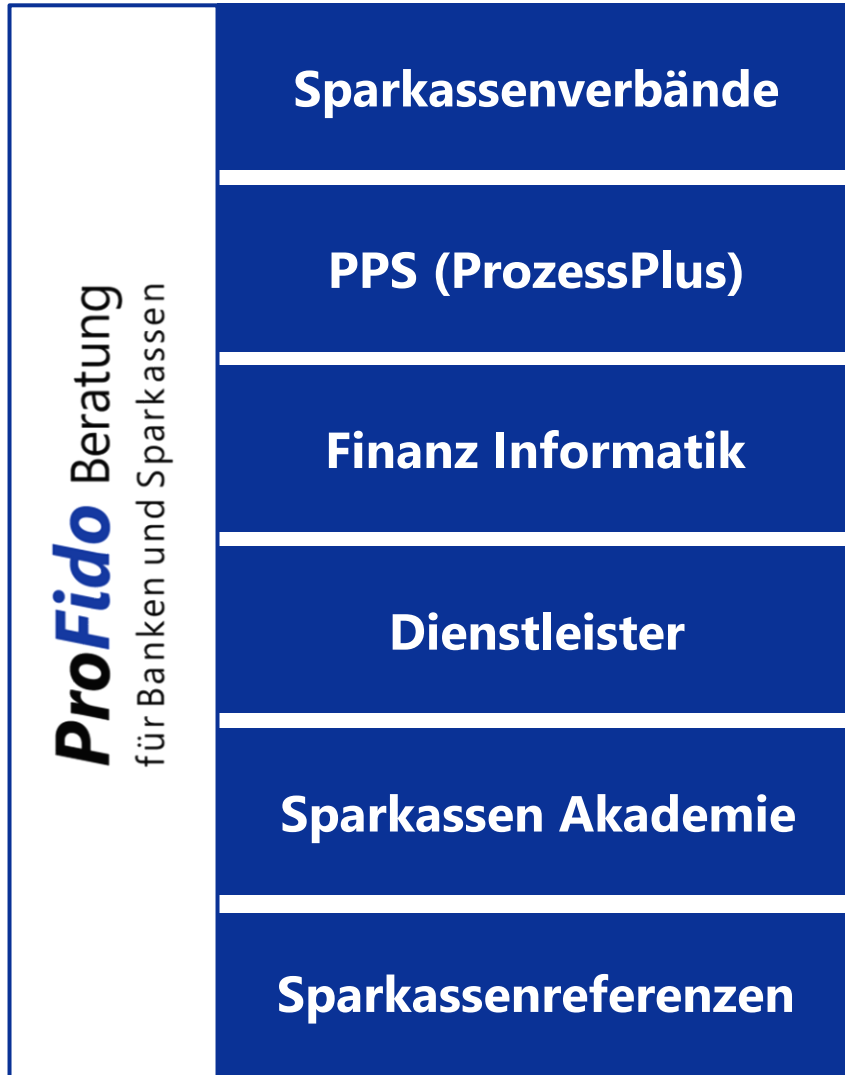 ProFido Beratung
für Banken und Sparkassen
Sparkassenverbände
PPS (ProzessPlus)
Finanz Informatik
Dienstleister
Sparkassen Akademie
Sparkassenreferenzen